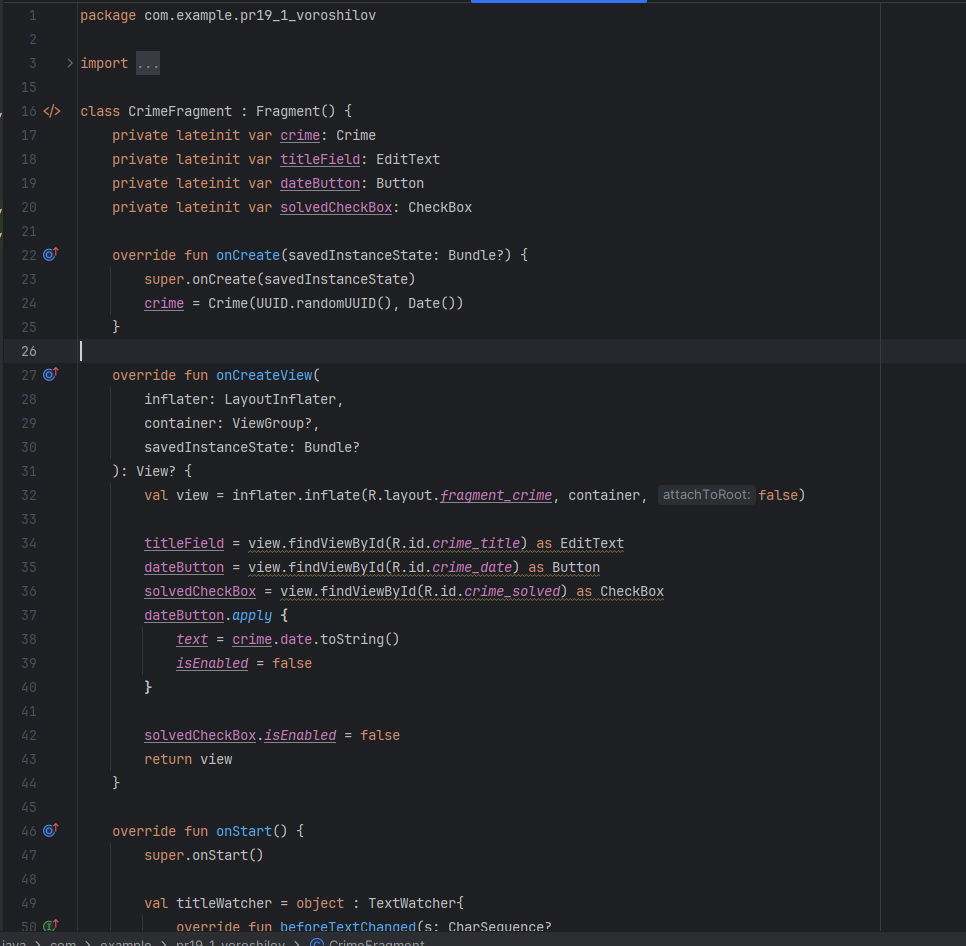 1 package com.example.pr19_1_voroshilov
2
3 import ...
15
16 class CrimeFragment : Fragment() {
17 private lateinit var crime: Crime
18 private lateinit var titleField: EditText
19 private lateinit var dateButton: Button
20 private lateinit var solvedCheckBox: CheckBox
21
22 override fun onCreate(savedInstanceState: Bundle?) {
23 super.onCreate(savedInstanceState)
24 crime = Crime(UUID.randomUUID(), Date())
25 }
26
27 override fun onCreateView(
28 inflater: LayoutInflater,
29 container: ViewGroup?,
30 savedInstanceState: Bundle?
31 ): View? {
32 val view = inflater.inflate(R.layout.fragment_crime, container, attachToRoot: false)
33
34 titleField = view.findViewById(R.id.crime_title) as EditText
35 dateButton = view.findViewById(R.id.crime_date) as Button
36 solvedCheckBox = view.findViewById(R.id.crime_solved) as CheckBox
37 dateButton.apply {
38 text = crime.date.toString()
39 isEnabled = false
40 }
41
42 solvedCheckBox.isEnabled = false
43 return view
44 }
45
46 override fun onStart() {
47 super.onStart()
48
49 val titleWatcher = object : TextWatcher{
50 override fun beforeTextChanged(s: CharSequence?
java > com > example > pr19_1_voroshilov > CrimeFragment